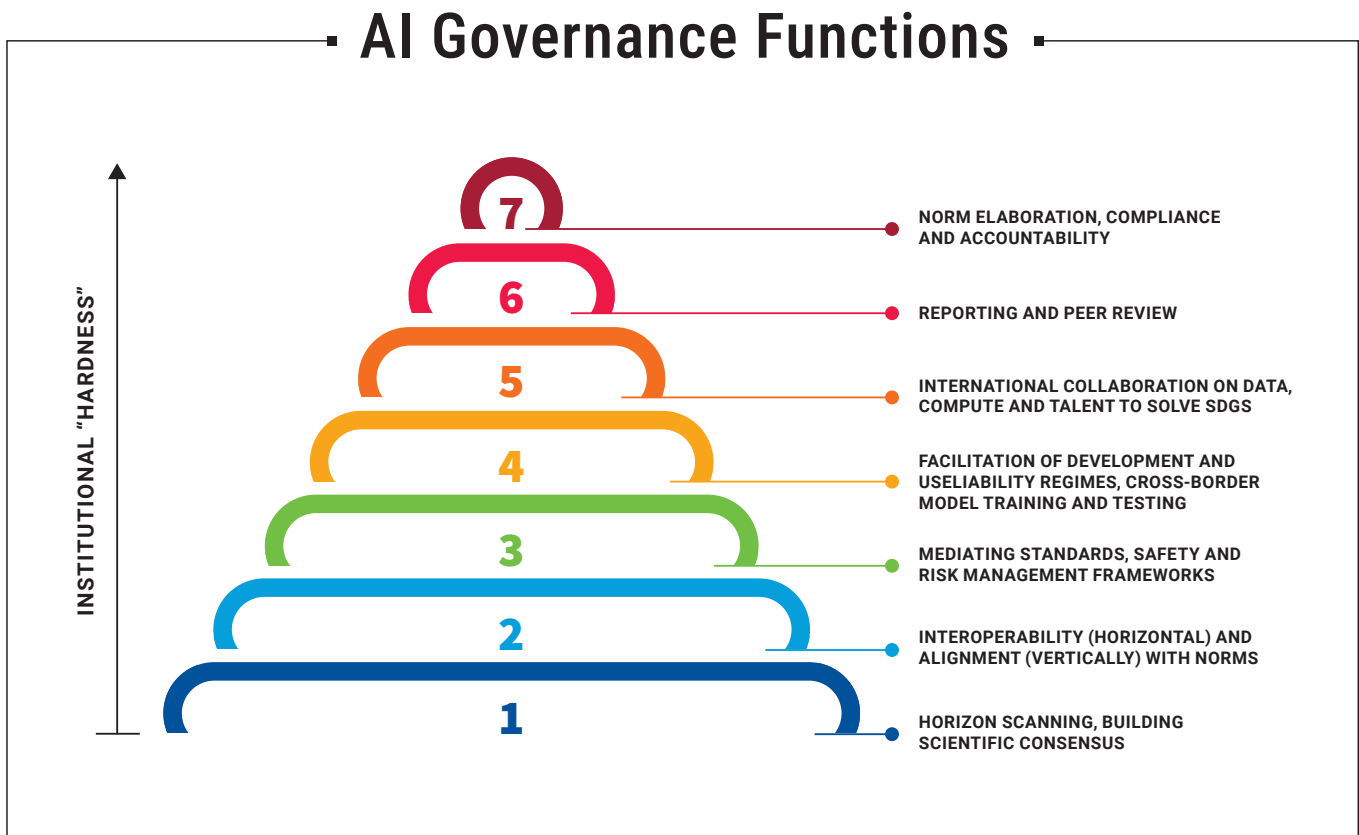 AI Governance Functions
INSTITUTIONAL "HARDNESS"
7
NORM ELABORATION, COMPLIANCE
AND ACCOUNTABILITY
6
REPORTING AND PEER REVIEW
5
INTERNATIONAL COLLABORATION ON DATA,
COMPUTE AND TALENT TO SOLVE SDGS
4
FACILITATION OF DEVELOPMENT AND
USELIABILITY REGIMES, CROSS-BORDER
MODEL TRAINING AND TESTING
3
MEDIATING STANDARDS, SAFETY AND
RISK MANAGEMENT FRAMEWORKS
2
INTEROPERABILITY (HORIZONTAL) AND
ALIGNMENT (VERTICALLY) WITH NORMS
1
HORIZON SCANNING, BUILDING
SCIENTIFIC CONSENSUS